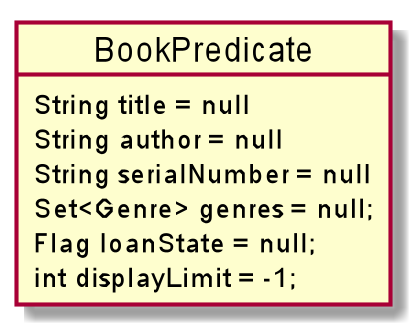 BookPredicate
String title = null
String author = null
String serialNumber = null
Set<Genre> genres = null;
Flag loanState = null;
int displayLimit = -1;